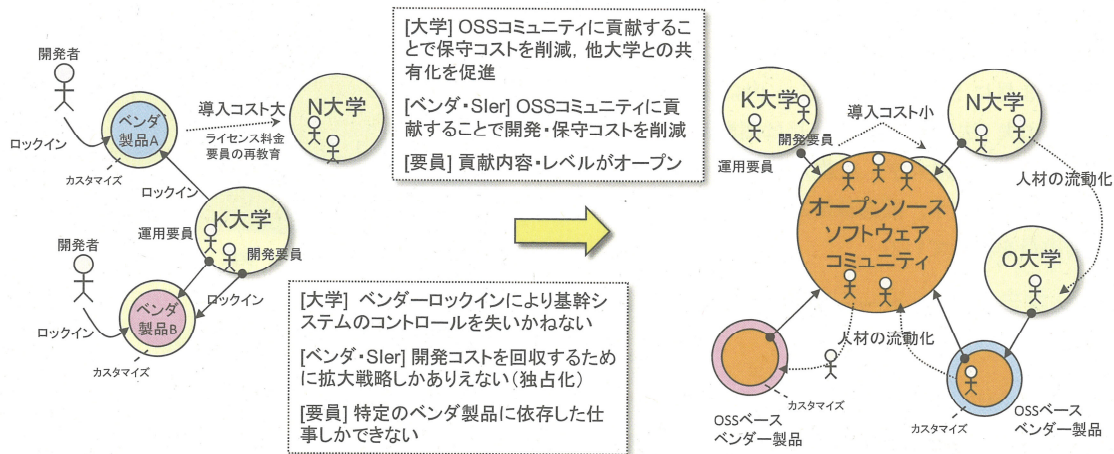 開発者
ベンダ
製品A
ロックイン
カスタマイズ
導入コスト大
ライセンス料金
要員の再教育
N大学
ロックイン
K大学
運用要員
開発要員
開発者
ベンダ
製品B
ロックイン
ロックイン
カスタマイズ
[大学] OSSコミュニティに貢献するこ
とで保守コストを削減, 他大学との共
有化を促進
[ベンダ・SIer] OSSコミュニティに貢
献することで開発・保守コストを削減
[要員] 貢献内容・レベルがオープン
[大学] ベンダーロックインにより基幹シ
ステムのコントロールを失いかねない
[ベンダ・SIer] 開発コストを回収するため
に拡大戦略しかありえない(独占化)
[要員] 特定のベンダ製品に依存した仕
事しかできない
K大学
導入コスト小
N大学
開発要員
運用要員
人材の流動化
オープンソース
ソフトウェア
コミュニティ
O大学
人材の流動化
カスタマイズ
OSSベース
ベンダー製品
カスタマイズ
OSSベース
ベンダー製品